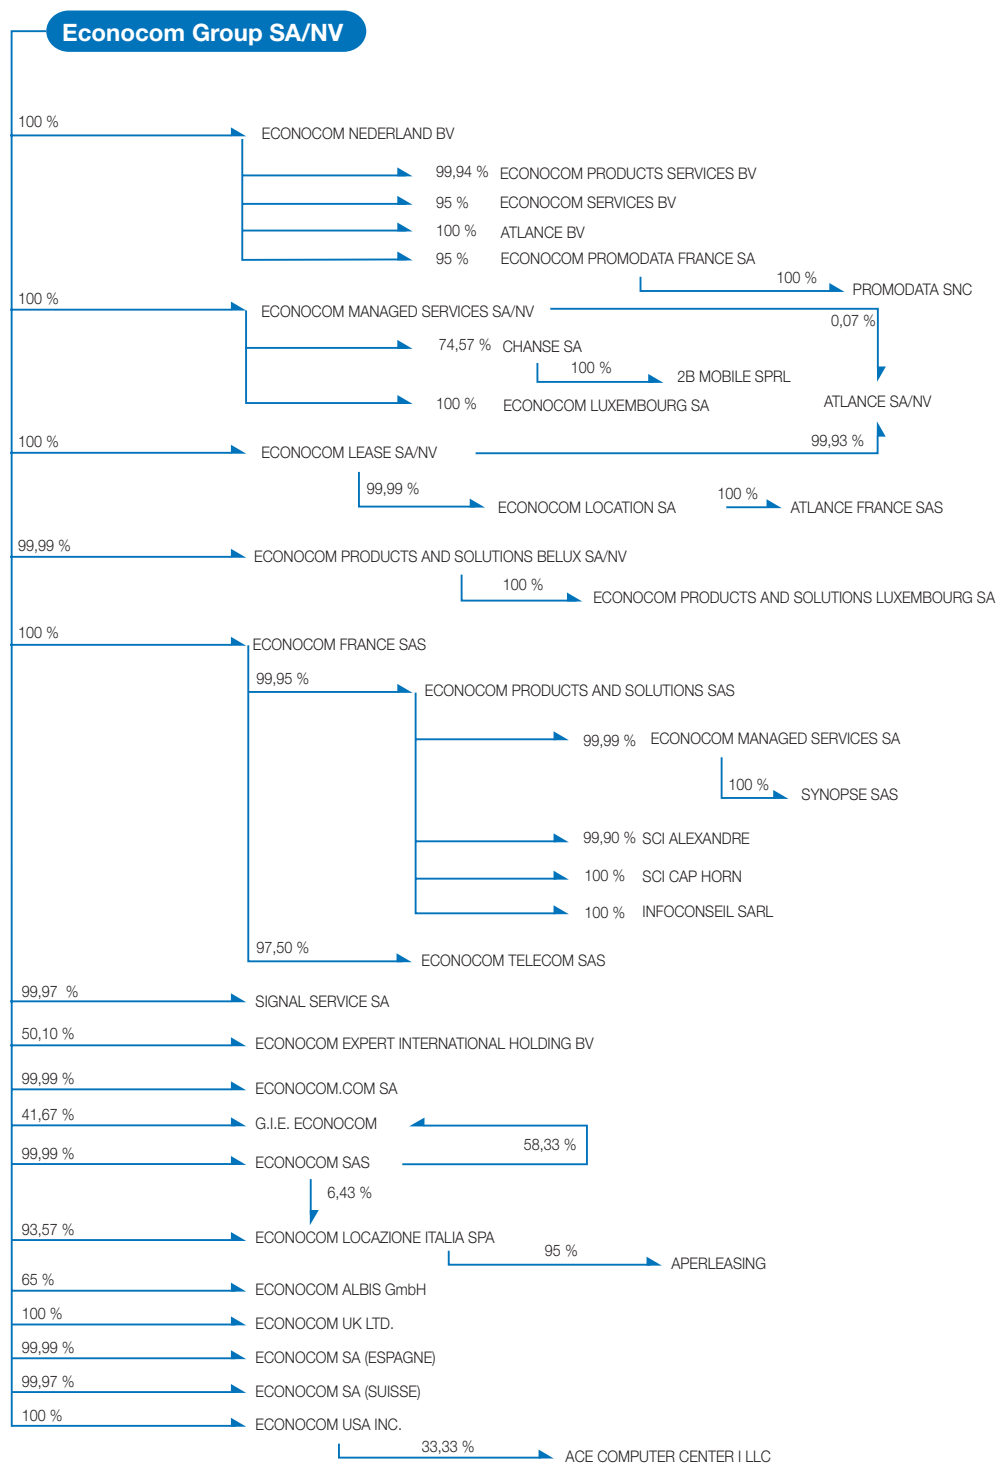 Econocom Group SA/NV
100 %
ECONOCOM NEDERLAND BV
99,94 % ECONOCOM PRODUCTS SERVICES BV
95 % ECONOCOM SERVICES BV
100 % ATLANCE BV
95 % ECONOCOM PROMODATA FRANCE SA
100 %
PROMODATA SNC
100 %
ECONOCOM MANAGED SERVICES SA/NV
0,07 %
74,57 % CHANSE SA
100 %
2B MOBILE SPRL
100 % ECONOCOM LUXEMBOURG SA
ATLANCE SA/NV
100 %
ECONOCOM LEASE SA/NV
99,93 %
99,99 %
ECONOCOM LOCATION SA
100 %
ATLANCE FRANCE SAS
99,99 %
ECONOCOM PRODUCTS AND SOLUTIONS BELUX SA/NV
100 %
ECONOCOM PRODUCTS AND SOLUTIONS LUXEMBOURG SA
100 %
ECONOCOM FRANCE SAS
99,95 %
ECONOCOM PRODUCTS AND SOLUTIONS SAS
99,99 % ECONOCOM MANAGED SERVICES SA
100 %
SYNOPSE SAS
99,90 % SCI ALEXANDRE
100 % SCI CAP HORN
100 % INFOCONSEIL SARL
97,50 %
ECONOCOM TELECOM SAS
99,97 %
SIGNAL SERVICE SA
50,10 %
ECONOCOM EXPERT INTERNATIONAL HOLDING BV
99,99 %
ECONOCOM.COM SA
41,67 %
G.I.E. ECONOCOM
58,33 %
99,99 %
ECONOCOM SAS
6,43 %
93,57 %
ECONOCOM LOCAZIONE ITALIA SPA
95 %
APERLEASING
65 %
ECONOCOM ALBIS GmbH
100 %
ECONOCOM UK LTD.
99,99 %
ECONOCOM SA (ESPAGNE)
99,97 %
ECONOCOM SA (SUISSE)
100 %
ECONOCOM USA INC.
33,33 %
ACE COMPUTER CENTER I LLC